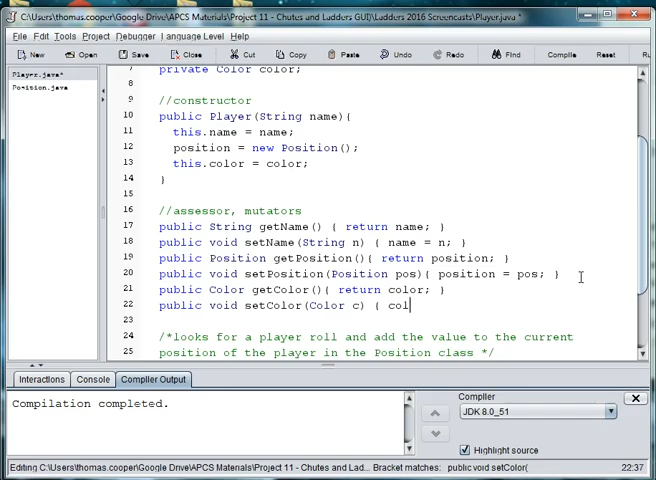 C:\Users\thomas.cooper\Google Drive\APCS Materials\Project 11 - Chutes and Ladders GUI\Ladders 2016 Screencasts\Player.java *
File Edit Tools Project Debugger Language Level Help
New Open Save Close Cut Copy Paste Undo Redo Find Compile Reset Ru
Player.java*
Position.java
7 private Color color;
8
9 //constructor
10 public Player(String name){
11 this.name = name;
12 position = new Position();
13 this.color = color;
14 }
15
16 //assessor, mutators
17 public String getName() { return name; }
18 public void setName(String n) { name = n; }
19 public Position getPosition(){ return position; }
20 public void setPosition(Position pos){ position = pos; }
21 public Color getColor(){ return color; }
22 public void setColor(Color c) { col
23
24 /*looks for a player roll and add the value to the current
25 position of the player in the Position class */
Interactions Console Compiler Output
Compilation completed.
Compiler
JDK 8.0_51
Highlight source
Editing C:\Users\thomas.cooper\Google Drive\APCS Materials\Project 11 - Chutes and Lad... Bracket matches: public void setColor( 22:37